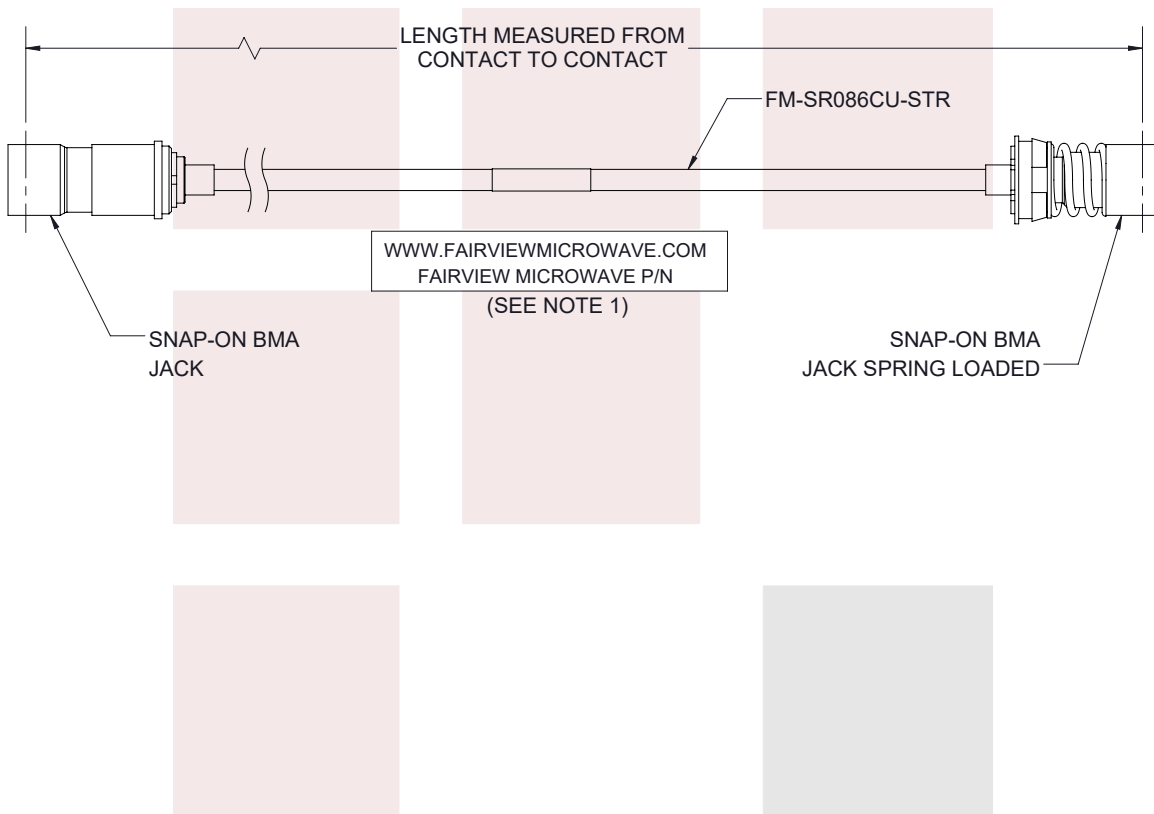 LENGTH MEASURED FROM
CONTACT TO CONTACT
FM-SR086CU-STR
WWW.FAIRVIEWMICROWAVE.COM
FAIRVIEW MICROWAVE P/N
(SEE NOTE 1)
SNAP-ON BMA
JACK
SNAP-ON BMA
JACK SPRING LOADED